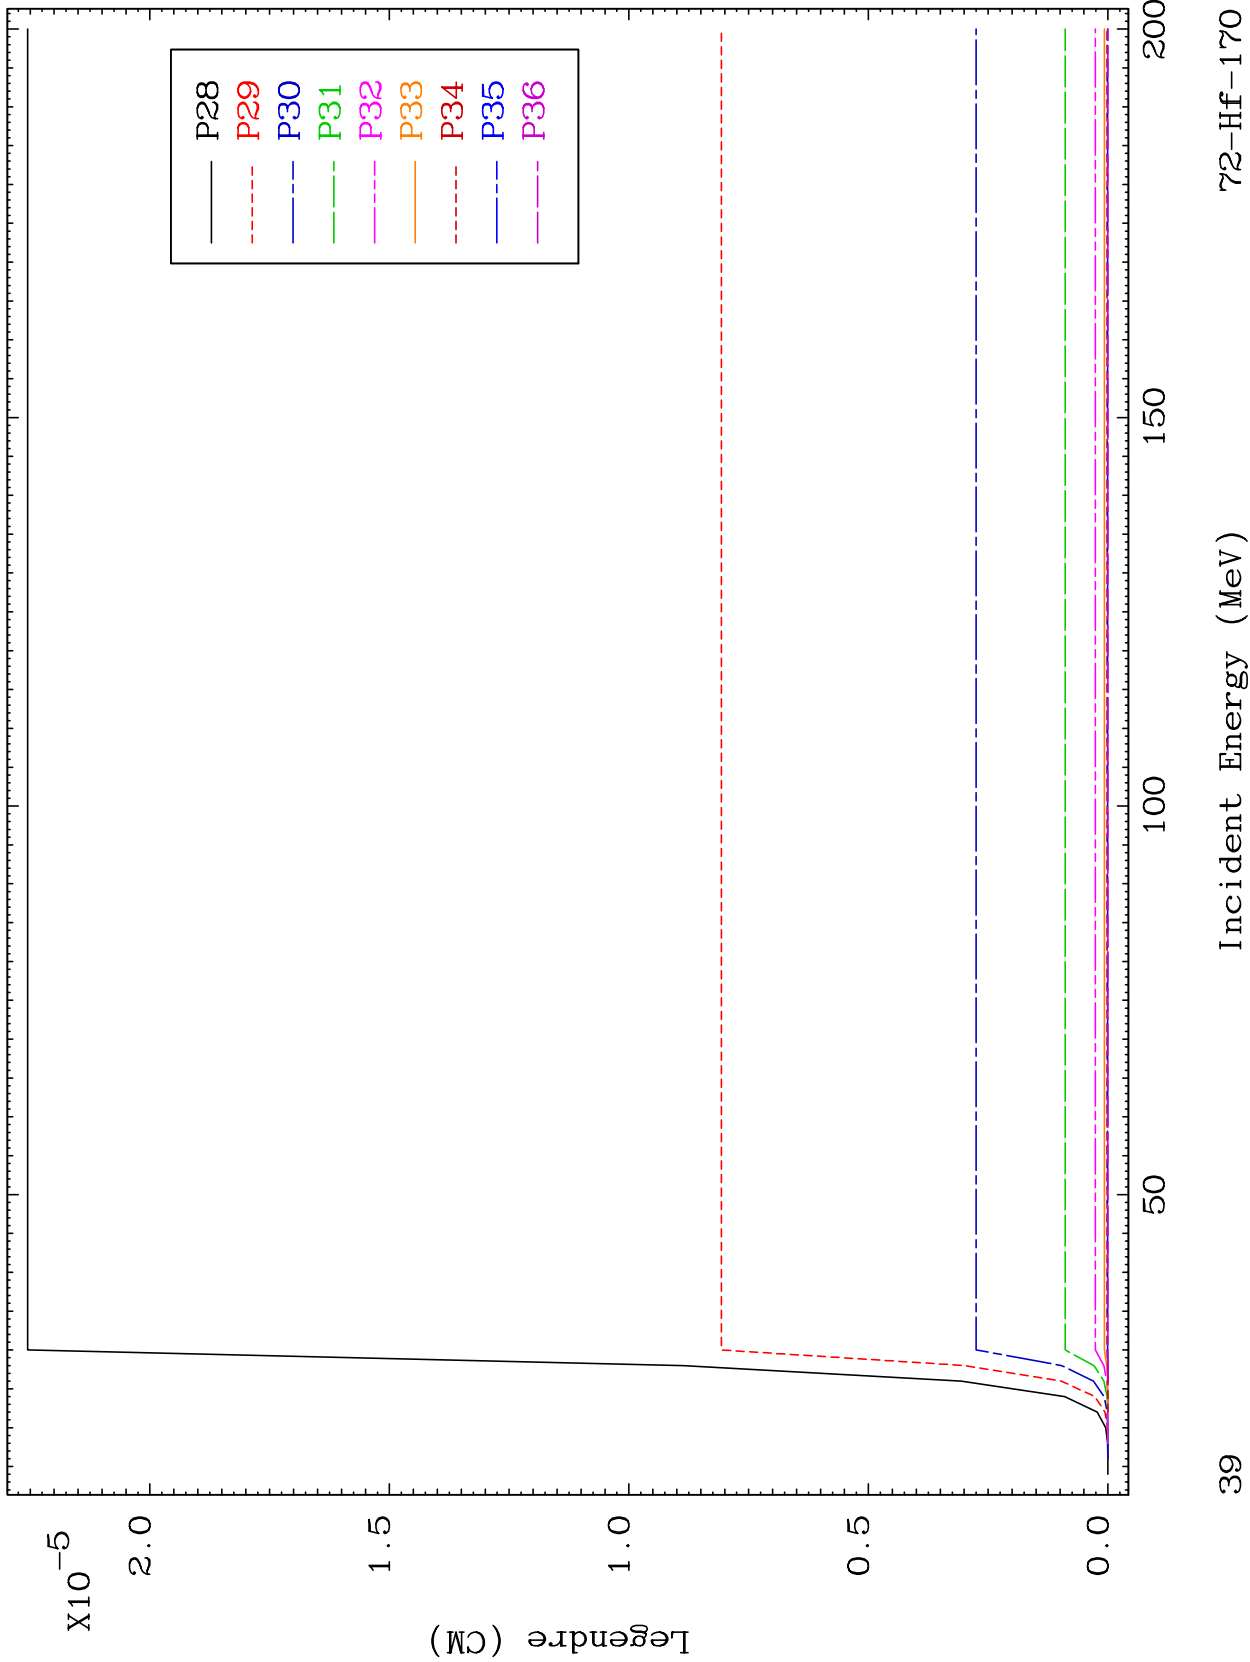 X10-5
2.0
1.5
1.0
0.5
0.0
Legendre (CM)
P28
P29
P30
P31
P32
P33
P34
P35
P36
50
100
150
200
39
Incident Energy (MeV)
72-Hf-170